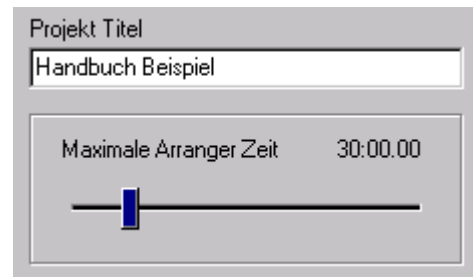 Projekt Titel
Handbuch Beispiel
Maximale Arranger Zeit 30:00.00